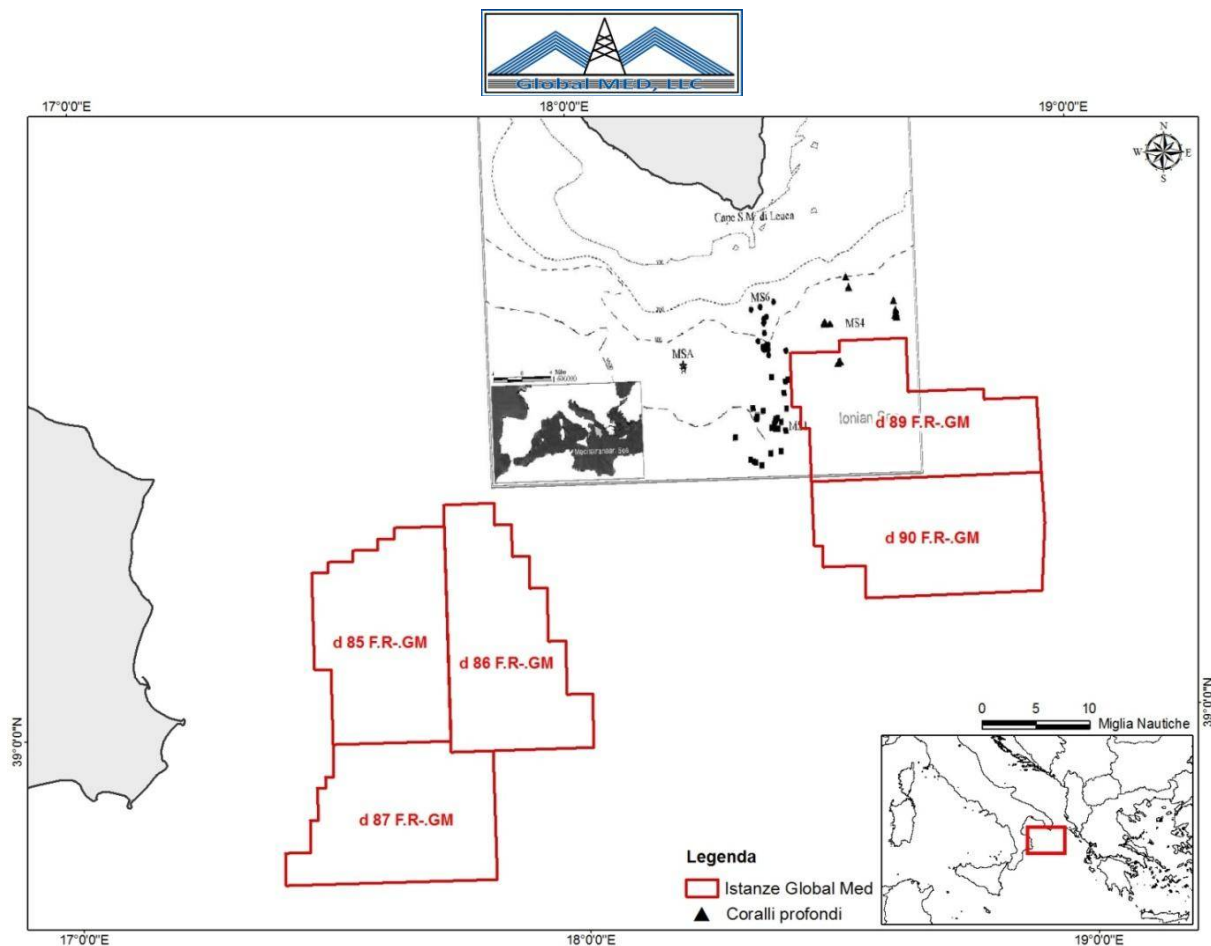 Global MED, LLC
17°0'0"E
18°0'0"E
19°0'0"E
N
W
E
S
Cape S.M. di Leuca
MS6
MS4
MSA
Ionian Sea
d 89 F.R-.GM
Mediterranean Sea
d 90 F.R-.GM
d 85 F.R-.GM
d 86 F.R-.GM
39°0'0"N
39°0'0"N
0 5 10
Miglia Nautiche
d 87 F.R-.GM
Legenda
Istanze Global Med
Coralli profondi
17°0'0"E
18°0'0"E
19°0'0"E